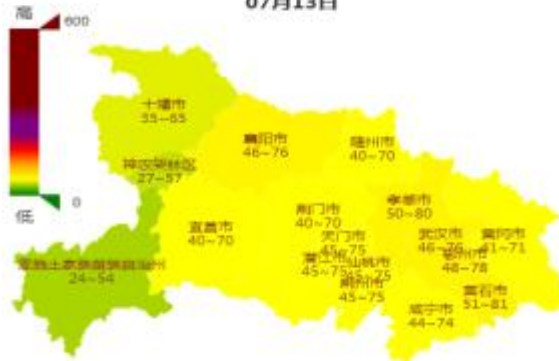 07月13日
高
600
0
低
十堰市
35~65
襄阳市
46~76
随州市
40~70
神农架林区
27~57
孝感市
50~80
宜昌市
40~70
荆门市
40~70
天门市
45~75
武汉市
46~76
黄冈市
41~71
恩施土家族苗族自治州
24~54
潜江市
45~75
仙桃市
45~75
鄂州市
48~78
荆州市
45~75
黄石市
51~81
咸宁市
44~74